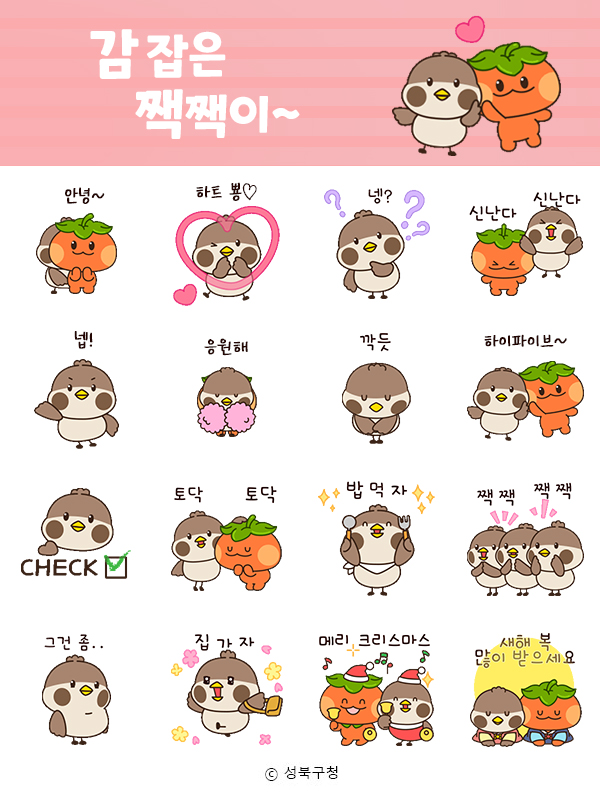 감 잡은
짹짹이~
안녕~
하트 뿅♡
넹?
신난다
신난다
넵!
응원해
깍듯
하이파이브~
CHECK
토닥
토닥
밥 먹 자
짹 짹
짹 짹
그건 좀..
집 가 자
메리 크리스마스
새해 복
많이 받으세요
© 성북구청